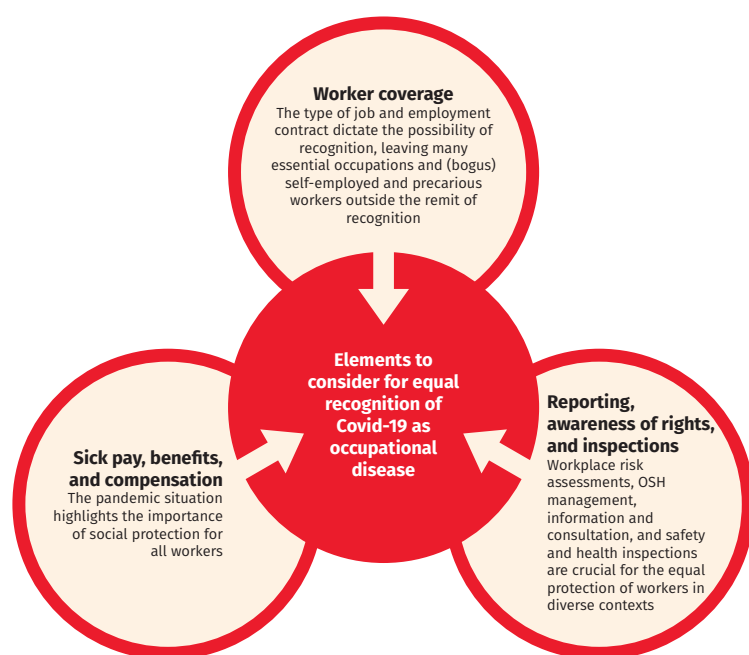 Worker coverage
The type of job and employment
contract dictate the possibility of
recognition, leaving many
essential occupations and (bogus)
self-employed and precarious
workers outside the remit of
recognition
Elements to
consider for equal
recognition of
Covid-19 as
occupational
disease
Sick pay, benefits,
and compensation
The pandemic situation
highlights the importance
of social protection for
all workers
Reporting,
awareness of rights,
and inspections
Workplace risk
assessments, OSH
management,
information and
consultation, and safety
and health inspections
are crucial for the equal
protection of workers in
diverse contexts